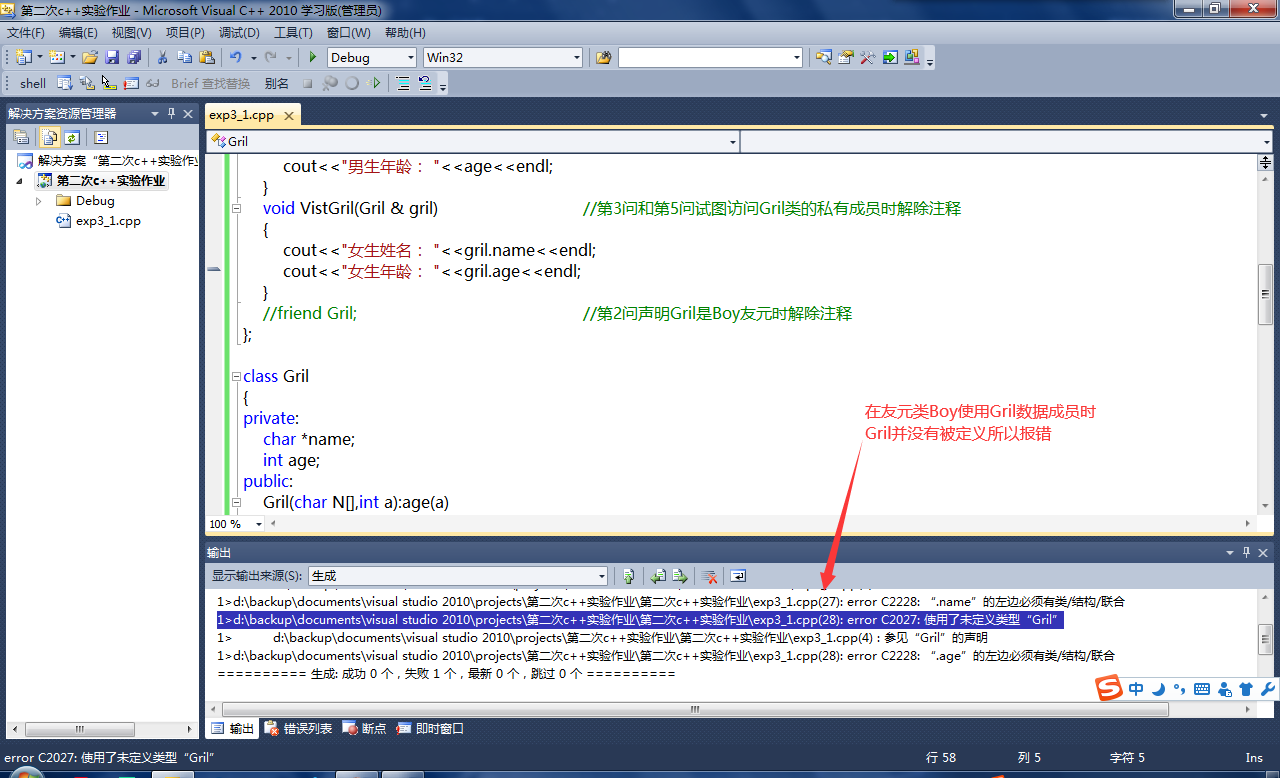 第二次c++实验作业 - Microsoft Visual C++ 2010 学习版(管理员)
文件(F) 编辑(E) 视图(V) 项目(P) 调试(D) 工具(T) 窗口(W) 帮助(H)
Debug Win32
shell Brief 查找替换 别名
解决方案资源管理器
解决方案“第二次c++实验作
第二次c++实验作业
Debug
exp3_1.cpp
exp3_1.cpp
Gril
cout<<"男生年龄： "<<age<<endl;
}
void VistGril(Gril & gril) //第3问和第5问试图访问Gril类的私有成员时解除注释
{
cout<<"女生姓名： "<<gril.name<<endl;
cout<<"女生年龄： "<<gril.age<<endl;
}
//friend Gril; //第2问声明Gril是Boy友元时解除注释
};
class Gril
{
private:
char *name;
int age;
public:
Gril(char N[],int a):age(a)
在友元类Boy使用Gril数据成员时
Gril并没有被定义所以报错
100 %
输出
显示输出来源(S): 生成
1>d:\backup\documents\visual studio 2010\projects\第二次c++实验作业\第二次c++实验作业\exp3_1.cpp(27): error C2228: “.name”的左边必须有类/结构/联合
1>d:\backup\documents\visual studio 2010\projects\第二次c++实验作业\第二次c++实验作业\exp3_1.cpp(28): error C2027: 使用了未定义类型“Gril”
1> d:\backup\documents\visual studio 2010\projects\第二次c++实验作业\第二次c++实验作业\exp3_1.cpp(4) : 参见“Gril”的声明
1>d:\backup\documents\visual studio 2010\projects\第二次c++实验作业\第二次c++实验作业\exp3_1.cpp(28): error C2228: “.age”的左边必须有类/结构/联合
========== 生成: 成功 0 个，失败 1 个，最新 0 个，跳过 0 个 ==========
中
输出 错误列表 断点 即时窗口
error C2027: 使用了未定义类型“Gril” 行 58 列 5 字符 5 Ins